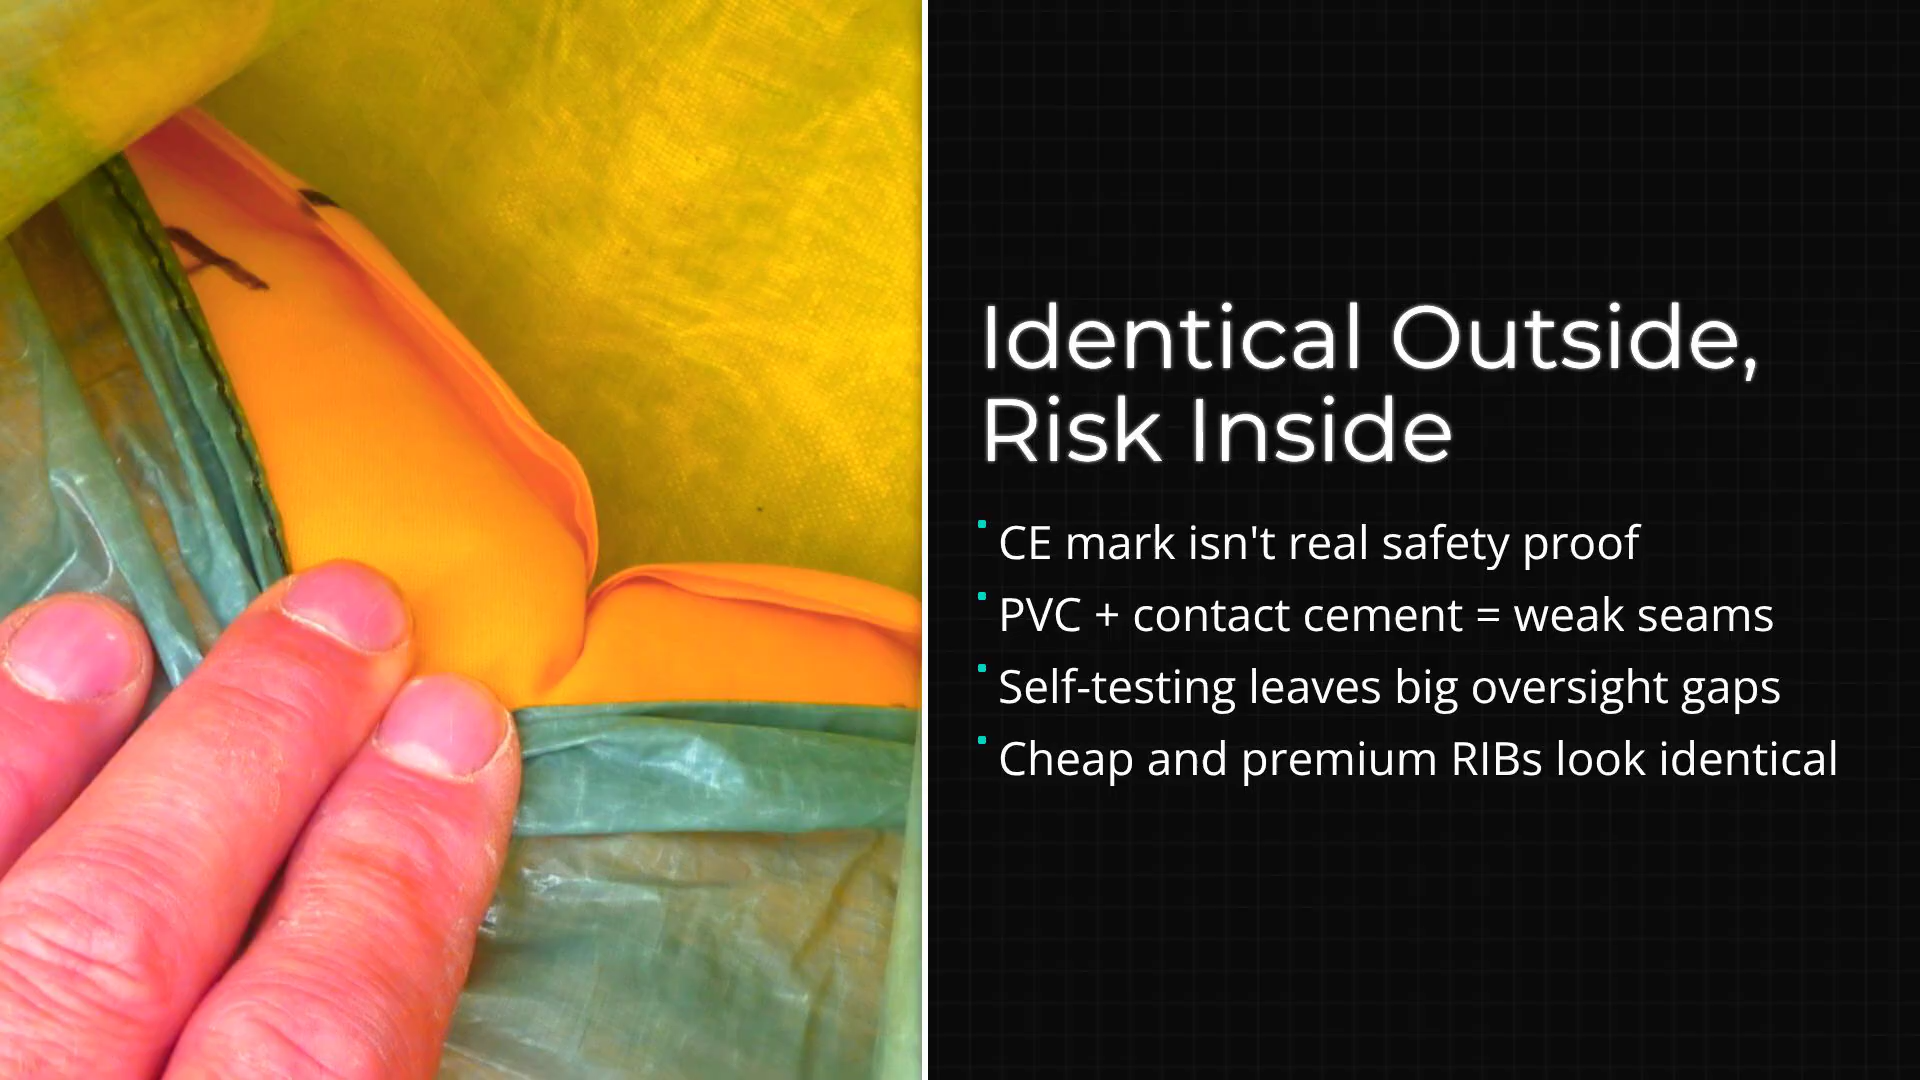 Identical Outside,
Risk Inside
CE mark isn't real safety proof
PVC + contact cement = weak seams
Self-testing leaves big oversight gaps
Cheap and premium RIBs look identical